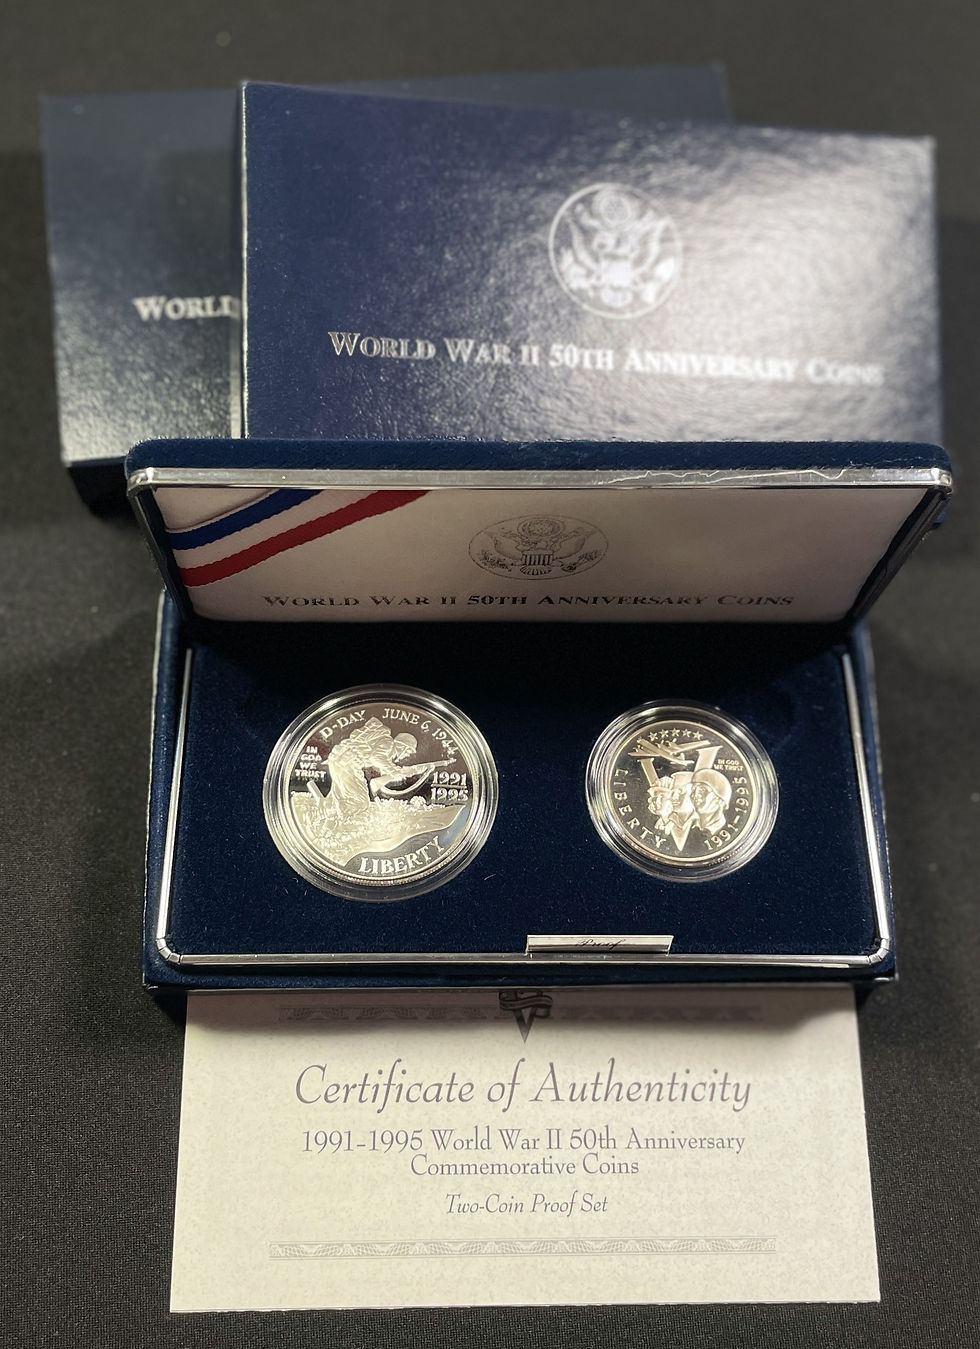 WORLD
WORLD WAR II 50TH ANNIVERSARY COINS
WORLD WAR II 50TH ANNIVERSARY COINS
D-DAY JUNE 6, 1944
IN
GOD
WE
TRUST
1991
1995
LIBERTY
IN GOD
WE TRUST
LIBERTY
1991-1995
Proof
Certificate of Authenticity
1991-1995 World War II 50th Anniversary
Commemorative Coins
Two-Coin Proof Set